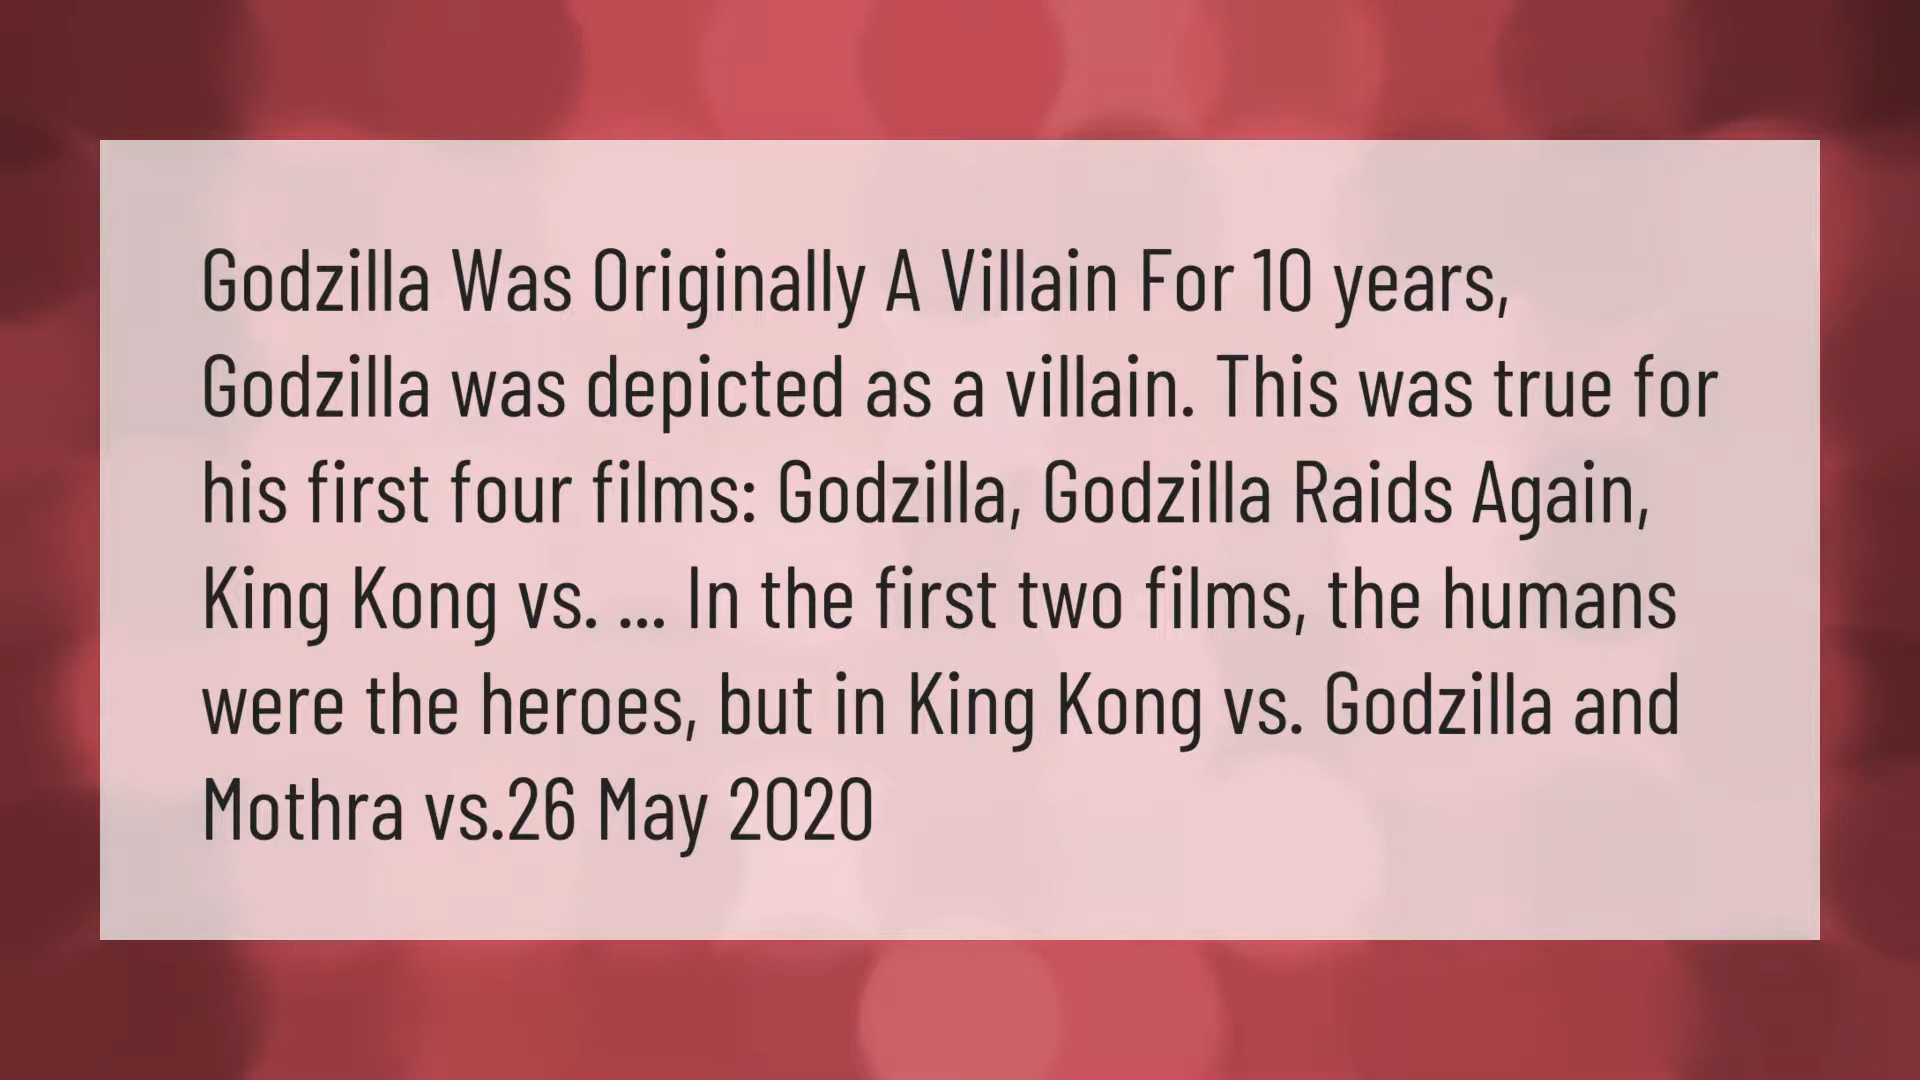 Godzilla Was Originally A Villain For 10 years,
Godzilla was depicted as a villain. This was true for
his first four films: Godzilla, Godzilla Raids Again,
King Kong vs. ... In the first two films, the humans
were the heroes, but in King Kong vs. Godzilla and
Mothra vs.26 May 2020